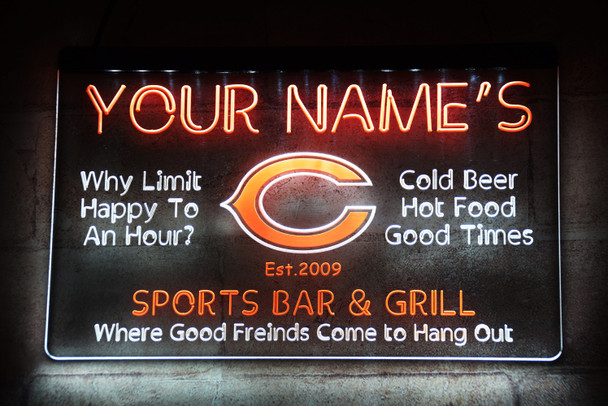 YOUR NAME'S
Why Limit
Happy To
An Hour?
Cold Beer
Hot Food
Good Times
Est.2009
SPORTS BAR & GRILL
Where Good Freinds Come to Hang Out